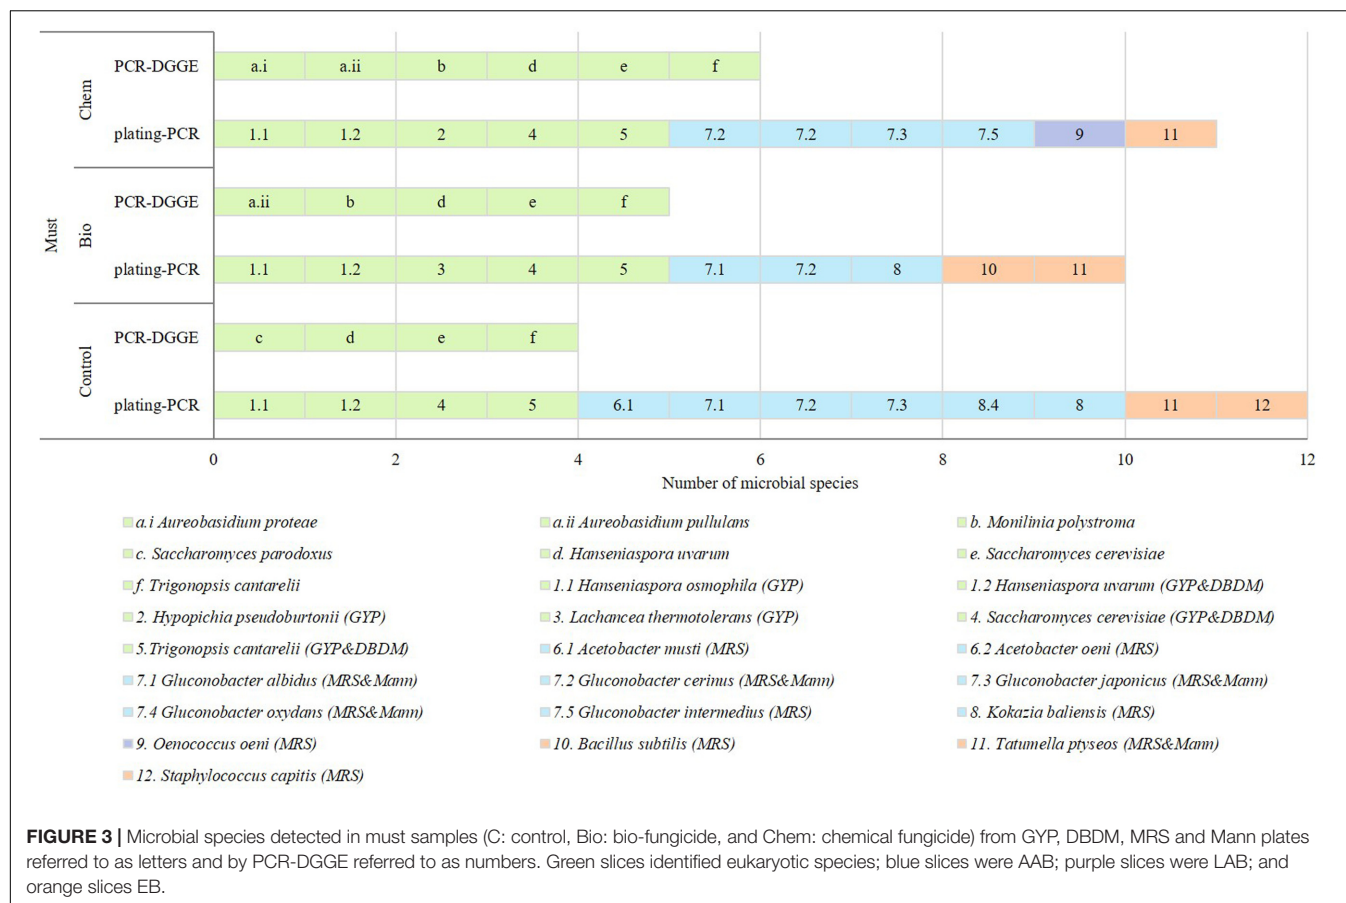 Must
Chem
PCR-DGGE a.i a.ii b d e f
plating-PCR 1.1 1.2 2 4 5 7.2 7.2 7.3 7.5 9 11
Bio
PCR-DGGE a.ii b d e f
plating-PCR 1.1 1.2 3 4 5 7.1 7.2 8 10 11
Control
PCR-DGGE c d e f
plating-PCR 1.1 1.2 4 5 6.1 7.1 7.2 7.3 8.4 8 11 12
0 2 4 6 8 10 12
Number of microbial species
a.i Aureobasidium proteae a.ii Aureobasidium pullulans b. Monilinia polystroma
c. Saccharomyces parodoxus d. Hanseniaspora uvarum e. Saccharomyces cerevisiae
f. Trigonopsis cantarelii 1.1 Hanseniaspora osmophila (GYP) 1.2 Hanseniaspora uvarum (GYP&DBDM)
2. Hypopichia pseudoburtonii (GYP) 3. Lachancea thermotolerans (GYP) 4. Saccharomyces cerevisiae (GYP&DBDM)
5.Trigonopsis cantarelii (GYP&DBDM) 6.1 Acetobacter musti (MRS) 6.2 Acetobacter oeni (MRS)
7.1 Gluconobacter albidus (MRS&Mann) 7.2 Gluconobacter cerinus (MRS&Mann) 7.3 Gluconobacter japonicus (MRS&Mann)
7.4 Gluconobacter oxydans (MRS&Mann) 7.5 Gluconobacter intermedius (MRS) 8. Kokazia baliensis (MRS)
9. Oenococcus oeni (MRS) 10. Bacillus subtilis (MRS) 11. Tatumella ptyseos (MRS&Mann)
12. Staphylococcus capitis (MRS)
FIGURE 3 | Microbial species detected in must samples (C: control, Bio: bio-fungicide, and Chem: chemical fungicide) from GYP, DBDM, MRS and Mann plates
referred to as letters and by PCR-DGGE referred to as numbers. Green slices identified eukaryotic species; blue slices were AAB; purple slices were LAB; and
orange slices EB.